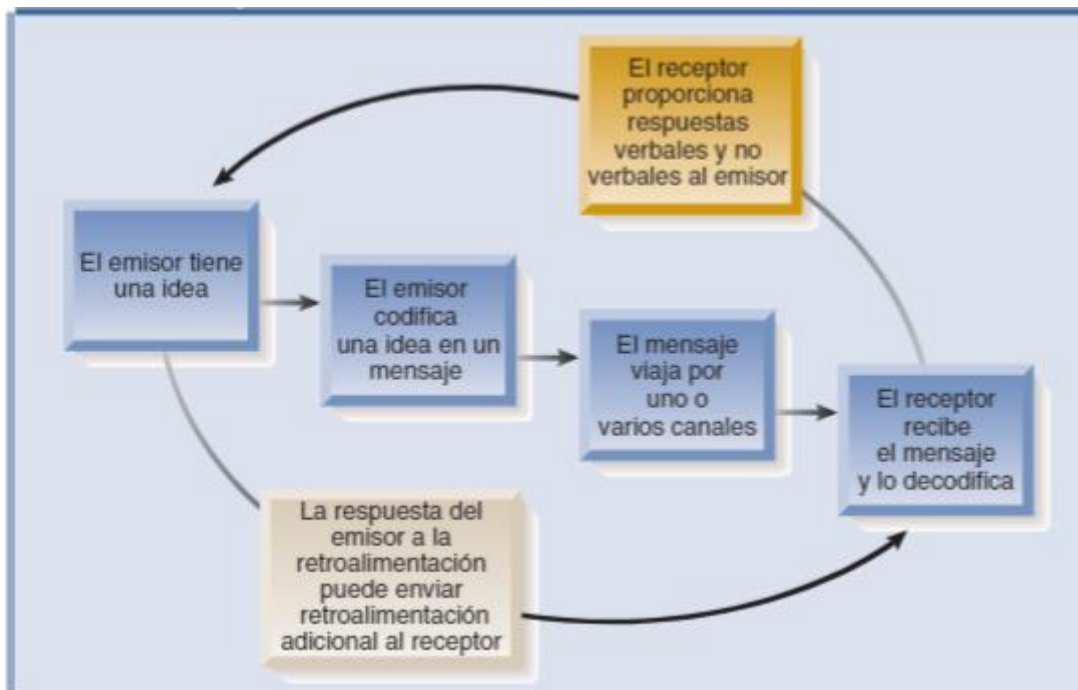 El receptor
proporciona
respuestas
verbales y no
verbales al emisor
El emisor tiene
una idea
El emisor
codifica
una idea en un
mensaje
El mensaje
viaja por
uno o
varios canales
El receptor
recibe
el mensaje
y lo decodifica
La respuesta del
emisor a la
retroalimentación
puede enviar
retroalimentación
adicional al receptor